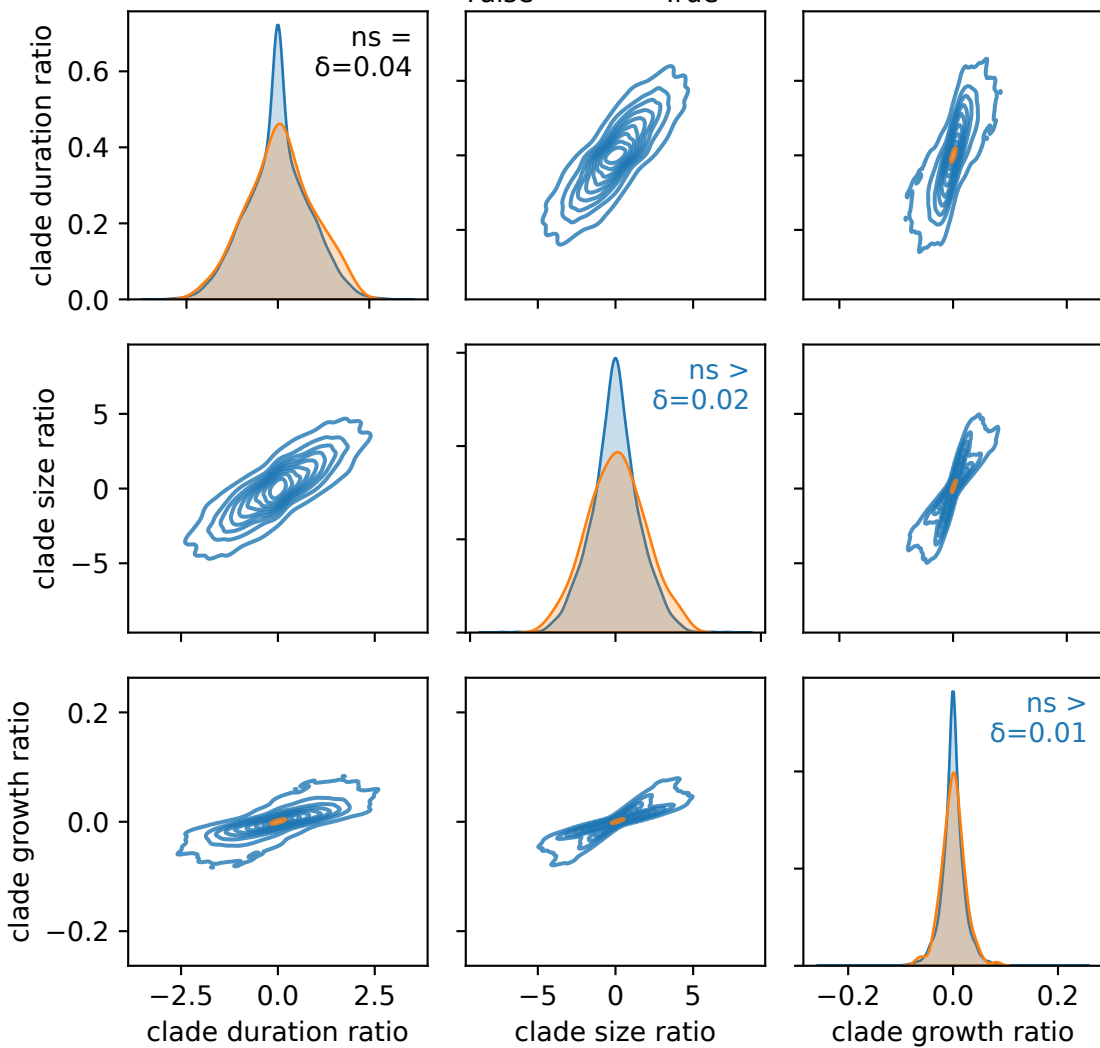 clade duration ratio
0.6
0.4
0.2
0.0
ns =
δ=0.04
clade size ratio
5
0
−5
ns >
δ=0.02
clade growth ratio
0.2
0.0
−0.2
ns >
δ=0.01
−2.5 0.0 2.5
−5 0 5
−0.2 0.0 0.2
clade duration ratio
clade size ratio
clade growth ratio